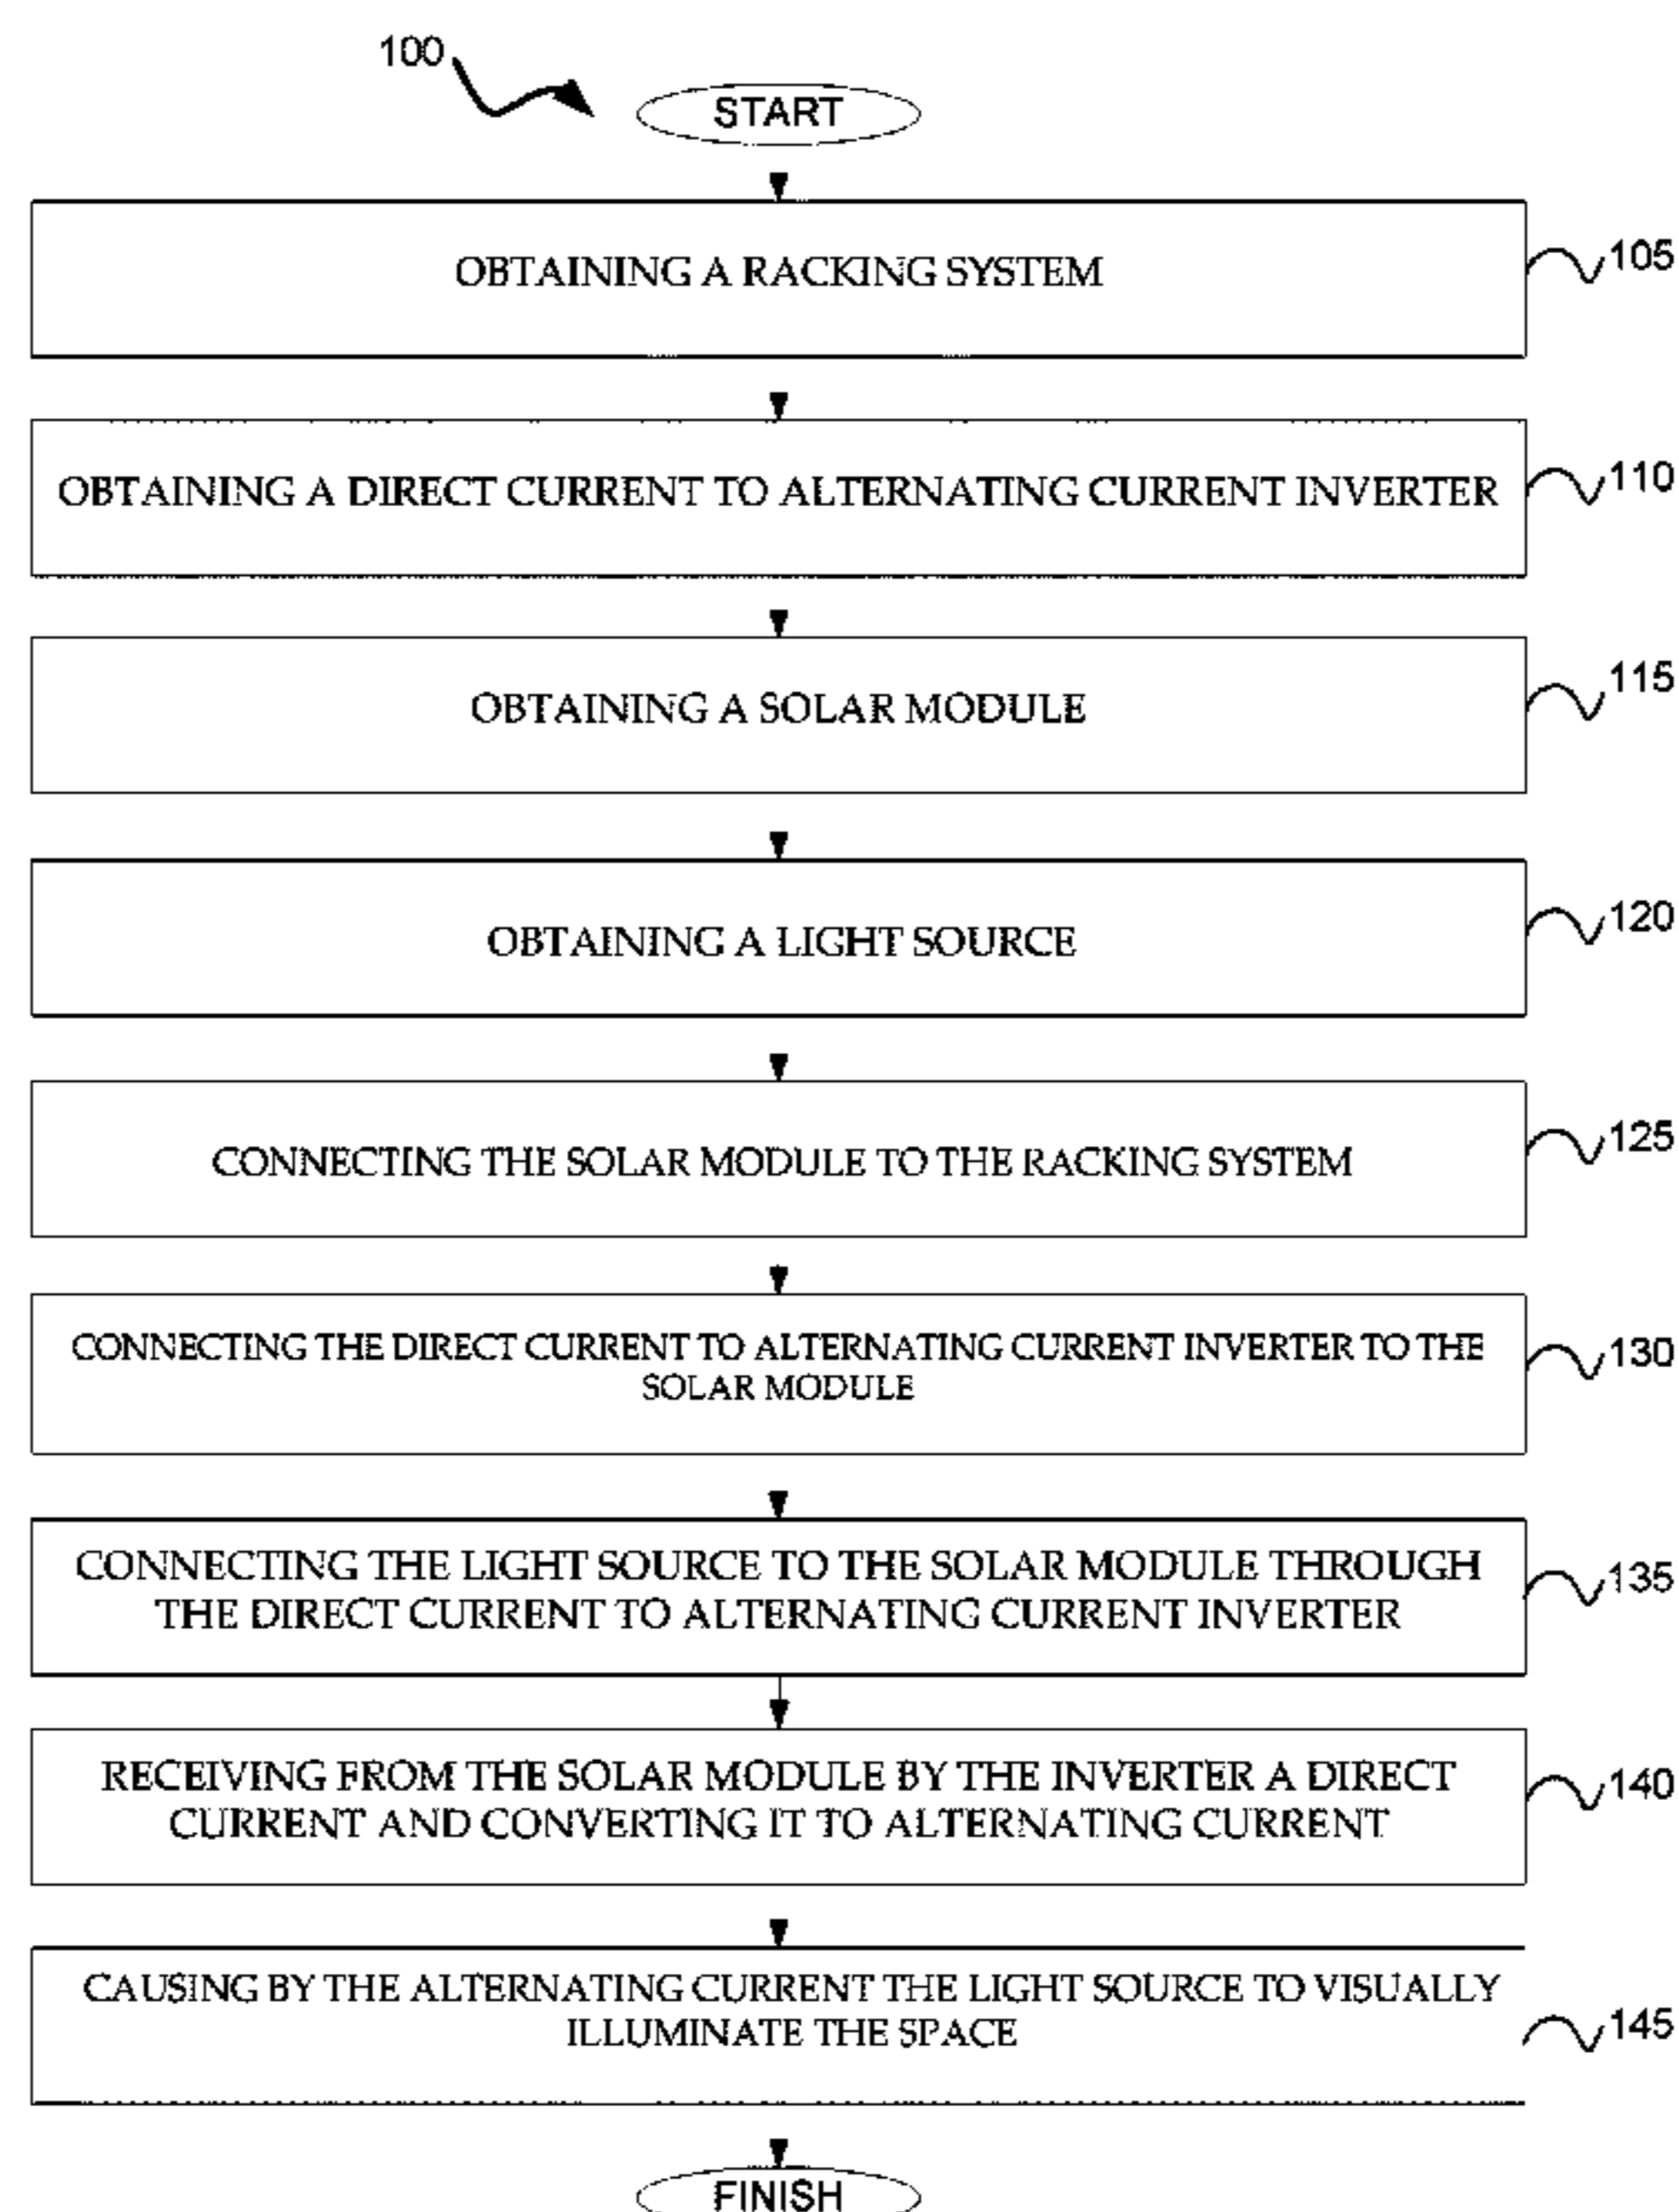 100
START
OBTAINING A RACKING SYSTEM
105
OBTAINING A DIRECT CURRENT TO ALTERNATING CURRENT INVERTER
110
OBTAINING A SOLAR MODULE
115
OBTAINING A LIGHT SOURCE
120
CONNECTING THE SOLAR MODULE TO THE RACKING SYSTEM
125
CONNECTING THE DIRECT CURRENT TO ALTERNATING CURRENT INVERTER TO THE
SOLAR MODULE
130
CONNECTING THE LIGHT SOURCE TO THE SOLAR MODULE THROUGH
THE DIRECT CURRENT TO ALTERNATING CURRENT INVERTER
135
RECEIVING FROM THE SOLAR MODULE BY THE INVERTER A DIRECT
CURRENT AND CONVERTING IT TO ALTERNATING CURRENT
140
CAUSING BY THE ALTERNATING CURRENT THE LIGHT SOURCE TO VISUALLY
ILLUMINATE THE SPACE
145
FINISH